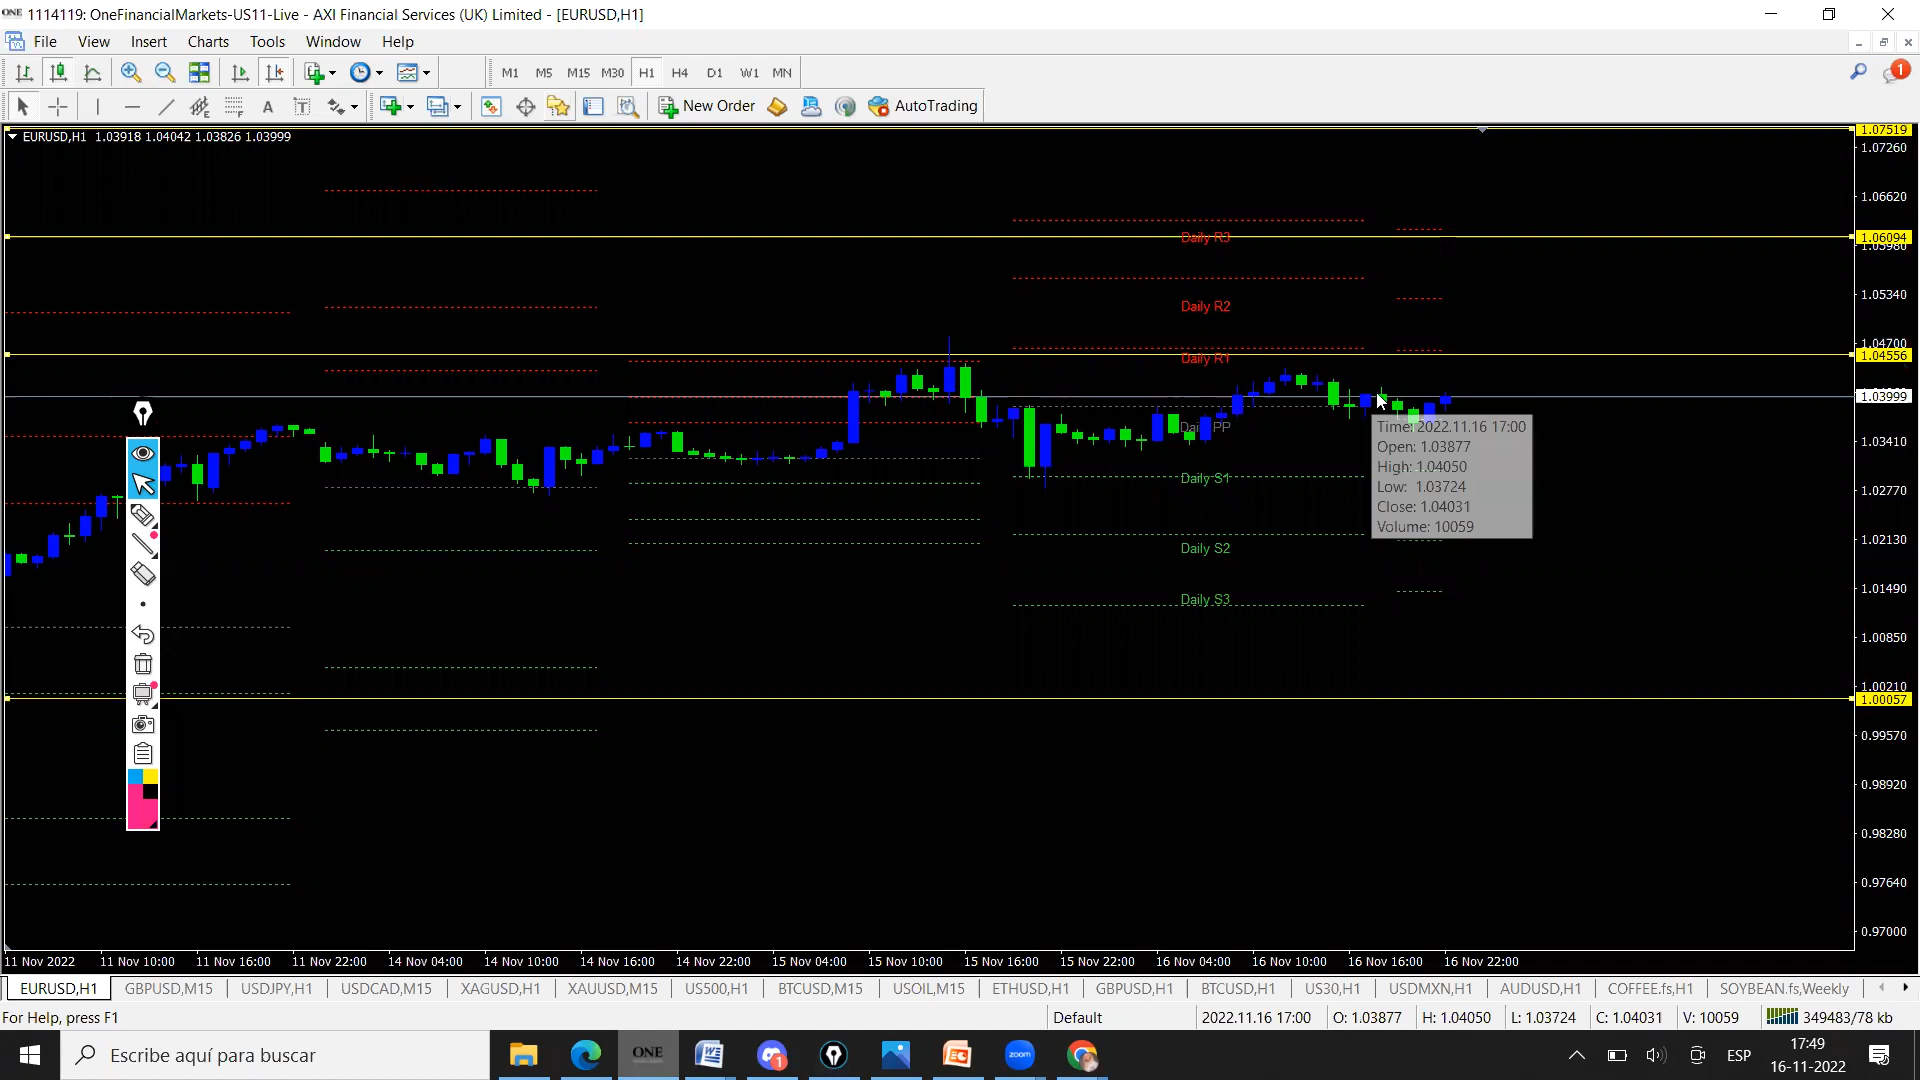 ONE 1114119: OneFinancialMarkets-US11-Live - AXI Financial Services (UK) Limited - [EURUSD,H1]
File View Insert Charts Tools Window Help
M1 M5 M15 M30 H1 H4 D1 W1 MN
1
A T New Order AutoTrading
EURUSD,H1 1.03918 1.04042 1.03826 1.03999
1.07519
1.07260
1.06620
Daily R3
1.06094
1.05980
Daily R2
1.05340
1.04700
Daily R1
1.04556
1.03999
Daily PP
1.03410
Daily S1
1.02770
Daily S2
1.02130
1.01490
Daily S3
1.00850
1.00210
1.00057
0.99570
0.98920
0.98280
0.97640
0.97000
Time: 2022.11.16 17:00
Open: 1.03877
High: 1.04050
Low: 1.03724
Close: 1.04031
Volume: 10059
11 Nov 2022 11 Nov 10:00 11 Nov 16:00 11 Nov 22:00 14 Nov 04:00 14 Nov 10:00 14 Nov 16:00 14 Nov 22:00 15 Nov 04:00 15 Nov 10:00 15 Nov 16:00 15 Nov 22:00 16 Nov 04:00 16 Nov 10:00 16 Nov 16:00 16 Nov 22:00
EURUSD,H1 GBPUSD,M15 USDJPY,H1 USDCAD,M15 XAGUSD,H1 XAUUSD,M15 US500,H1 BTCUSD,M15 USOIL,M15 ETHUSD,H1 GBPUSD,H1 BTCUSD,H1 US30,H1 USDMXN,H1 AUDUSD,H1 COFFEE.fs,H1 SOYBEAN.fs,Weekly
For Help, press F1 Default 2022.11.16 17:00 O: 1.03877 H: 1.04050 L: 1.03724 C: 1.04031 V: 10059 349483/78 kb
Escribe aquí para buscar ONE 1 zoom ESP 17:49
16-11-2022